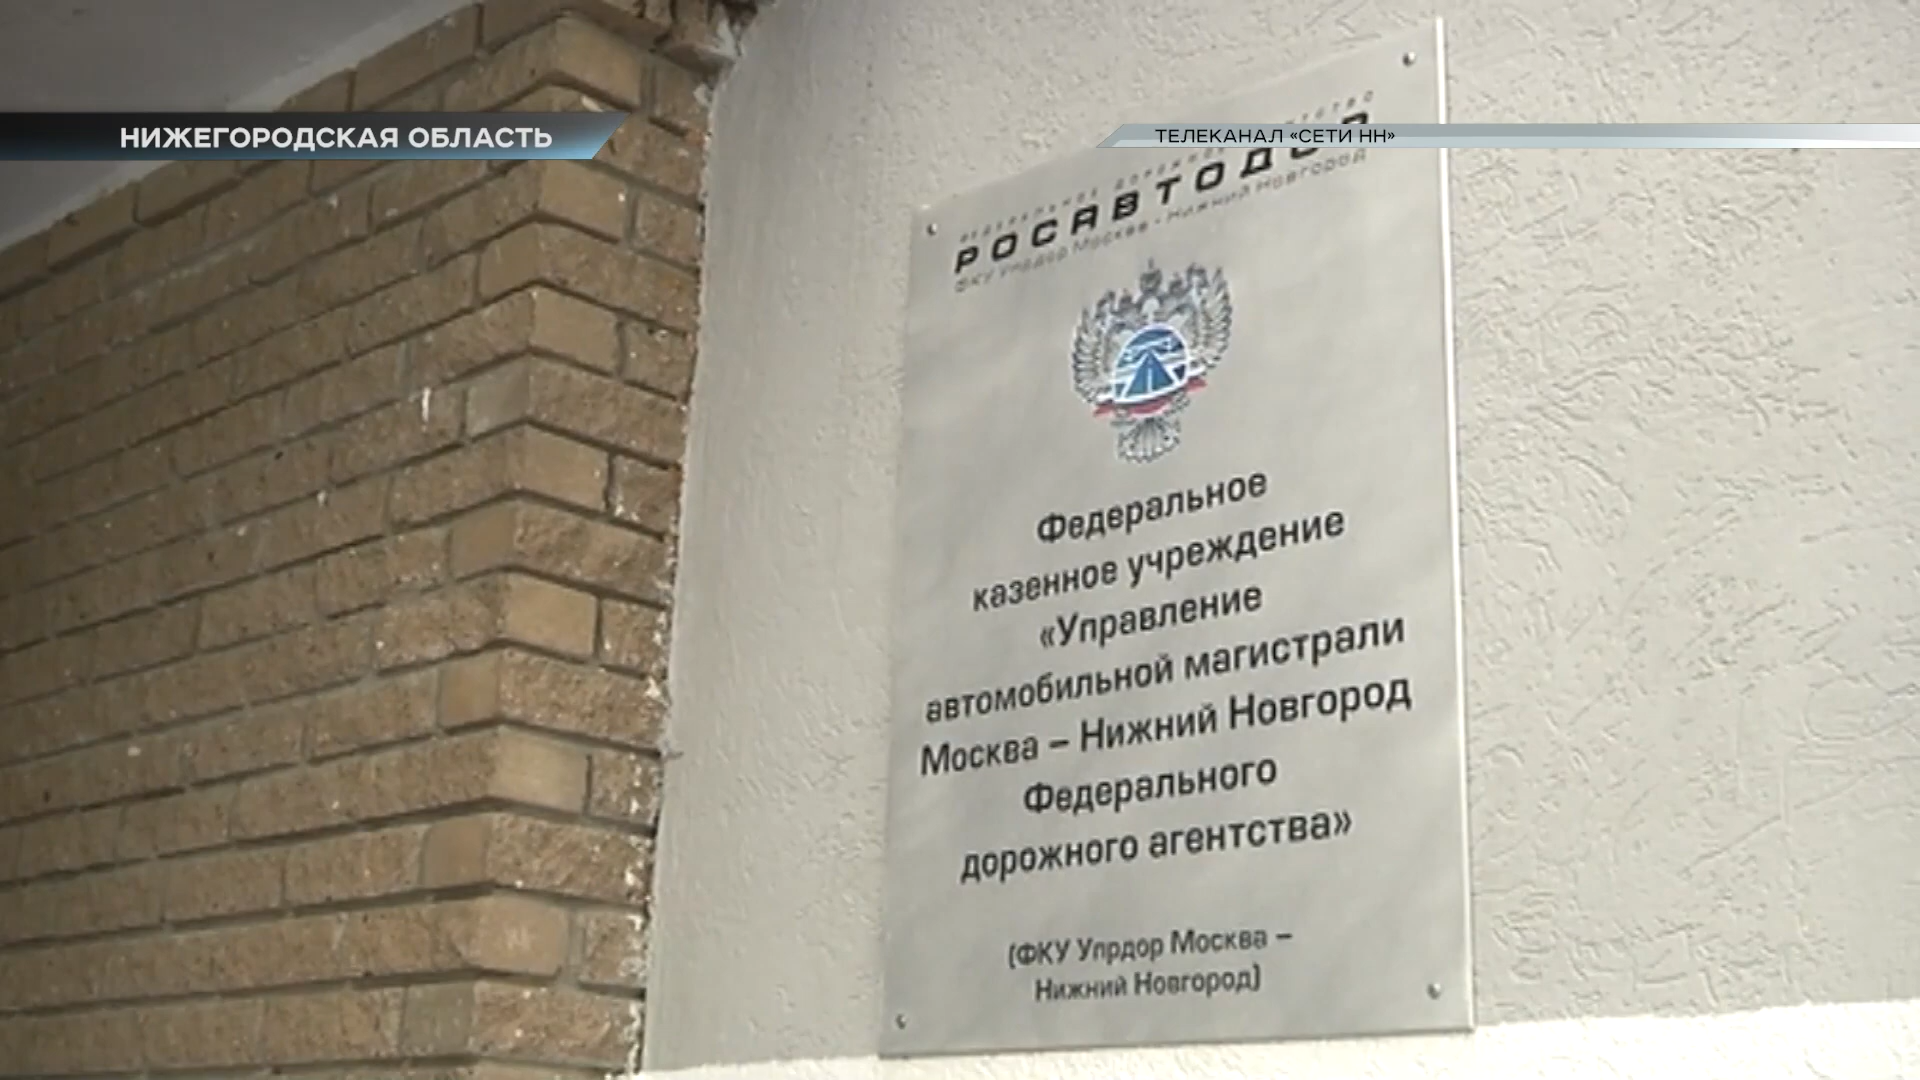 НИЖЕГОРОДСКАЯ ОБЛАСТЬ
ТЕЛЕКАНАЛ «СЕТИ НН»
РОСАВТОДОР
ФКУ Упрдор Москва - Нижний Новгород
Федеральное
казенное учреждение
«Управление
автомобильной магистрали
Москва – Нижний Новгород
Федерального
дорожного агентства»
(ФКУ Упрдор Москва –
Нижний Новгород)